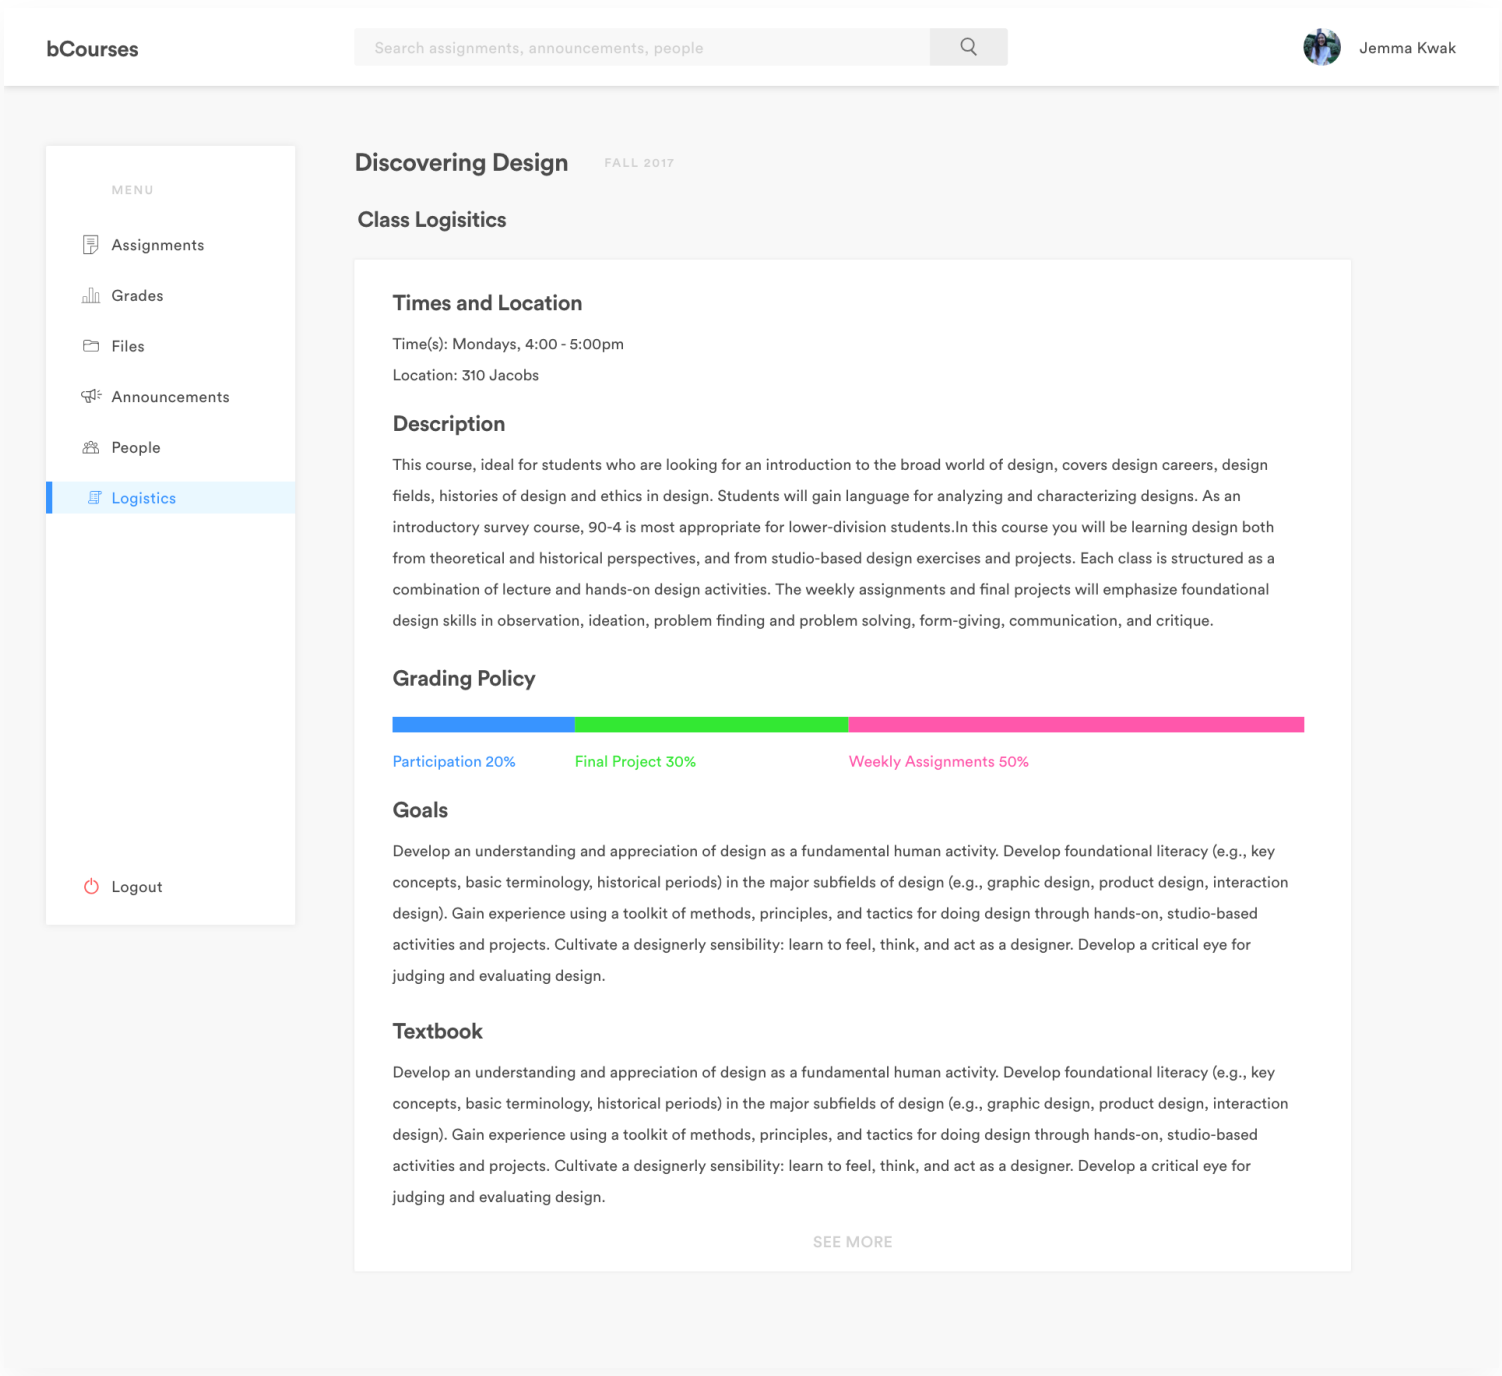 bCourses
Search assignments, announcements, people
Jemma Kwak
MENU
Assignments
Grades
Files
Announcements
People
Logistics
Logout
Discovering Design
FALL 2017
Class Logisitics
Times and Location
Time(s): Mondays, 4:00 - 5:00pm
Location: 310 Jacobs
Description
This course, ideal for students who are looking for an introduction to the broad world of design, covers design careers, design
fields, histories of design and ethics in design. Students will gain language for analyzing and characterizing designs. As an
introductory survey course, 90-4 is most appropriate for lower-division students.In this course you will be learning design both
from theoretical and historical perspectives, and from studio-based design exercises and projects. Each class is structured as a
combination of lecture and hands-on design activities. The weekly assignments and final projects will emphasize foundational
design skills in observation, ideation, problem finding and problem solving, form-giving, communication, and critique.
Grading Policy
Participation 20%
Final Project 30%
Weekly Assignments 50%
Goals
Develop an understanding and appreciation of design as a fundamental human activity. Develop foundational literacy (e.g., key
concepts, basic terminology, historical periods) in the major subfields of design (e.g., graphic design, product design, interaction
design). Gain experience using a toolkit of methods, principles, and tactics for doing design through hands-on, studio-based
activities and projects. Cultivate a designerly sensibility: learn to feel, think, and act as a designer. Develop a critical eye for
judging and evaluating design.
Textbook
Develop an understanding and appreciation of design as a fundamental human activity. Develop foundational literacy (e.g., key
concepts, basic terminology, historical periods) in the major subfields of design (e.g., graphic design, product design, interaction
design). Gain experience using a toolkit of methods, principles, and tactics for doing design through hands-on, studio-based
activities and projects. Cultivate a designerly sensibility: learn to feel, think, and act as a designer. Develop a critical eye for
judging and evaluating design.
SEE MORE